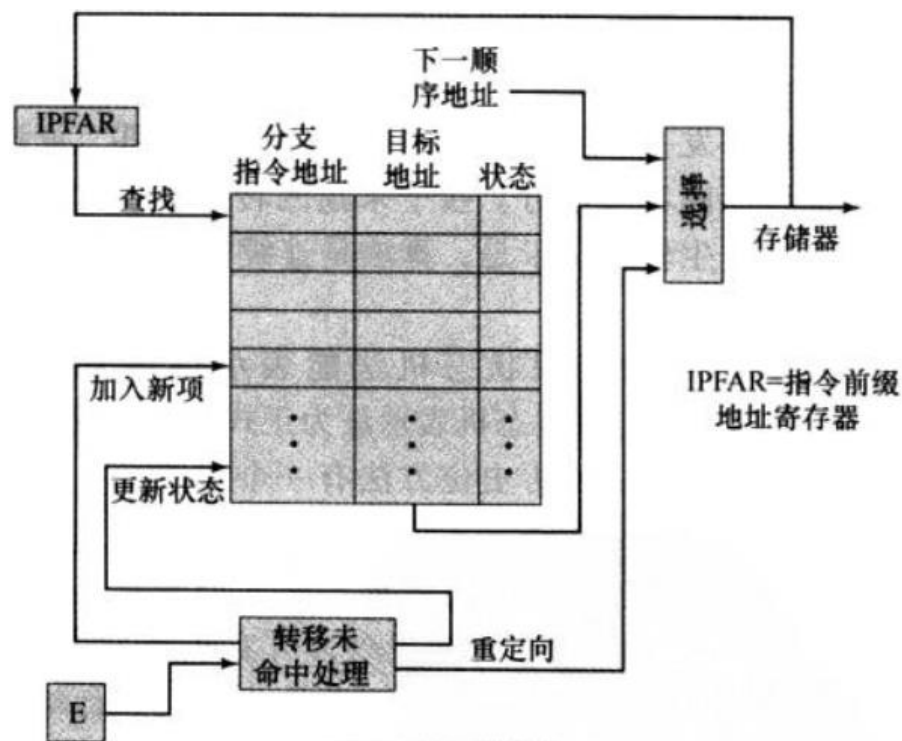 下一顺
序地址
IPFAR
分支
指令地址
目标
地址
状态
查找
选择
存储器
加入新项
IPFAR=指令前缀
地址寄存器
更新状态
转移未
命中处理
重定向
E